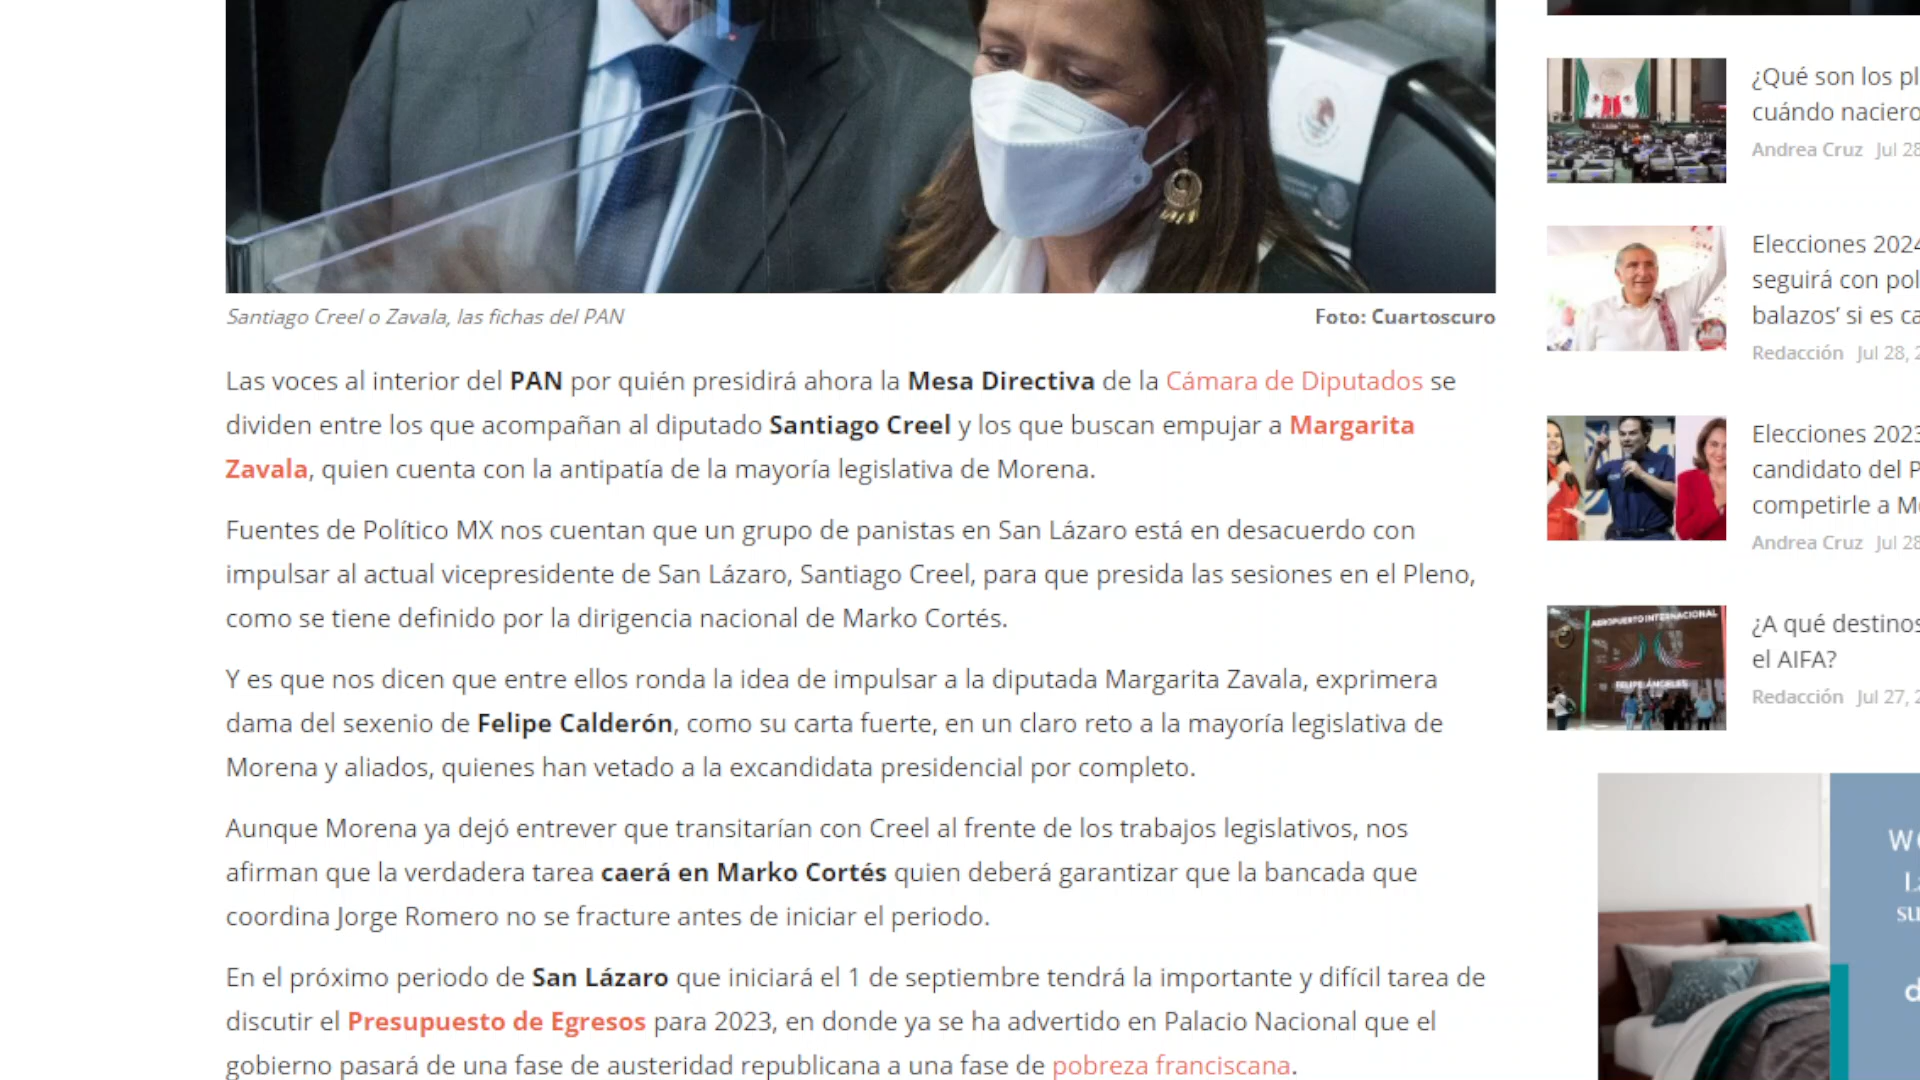 Santiago Creel o Zavala, las fichas del PAN
Foto: Cuartoscuro
Las voces al interior del PAN por quién presidirá ahora la Mesa Directiva de la Cámara de Diputados se
dividen entre los que acompañan al diputado Santiago Creel y los que buscan empujar a Margarita
Zavala, quien cuenta con la antipatía de la mayoría legislativa de Morena.
Fuentes de Político MX nos cuentan que un grupo de panistas en San Lázaro está en desacuerdo con
impulsar al actual vicepresidente de San Lázaro, Santiago Creel, para que presida las sesiones en el Pleno,
como se tiene definido por la dirigencia nacional de Marko Cortés.
Y es que nos dicen que entre ellos ronda la idea de impulsar a la diputada Margarita Zavala, exprimera
dama del sexenio de Felipe Calderón, como su carta fuerte, en un claro reto a la mayoría legislativa de
Morena y aliados, quienes han vetado a la excandidata presidencial por completo.
Aunque Morena ya dejó entrever que transitarían con Creel al frente de los trabajos legislativos, nos
afirman que la verdadera tarea caerá en Marko Cortés quien deberá garantizar que la bancada que
coordina Jorge Romero no se fracture antes de iniciar el periodo.
En el próximo periodo de San Lázaro que iniciará el 1 de septiembre tendrá la importante y difícil tarea de
discutir el Presupuesto de Egresos para 2023, en donde ya se ha advertido en Palacio Nacional que el
gobierno pasará de una fase de austeridad republicana a una fase de pobreza franciscana.
¿Qué son los pl
cuándo naciero
Andrea Cruz Jul 28
Elecciones 2024
seguirá con pol
balazos’ si es ca
Redacción Jul 28, 2
Elecciones 2023
candidato del P
competirle a Mo
Andrea Cruz Jul 28
AEROPUERTO INTERNACIONAL
FELIPE ÁNGELES
¿A qué destinos
el AIFA?
Redacción Jul 27, 2